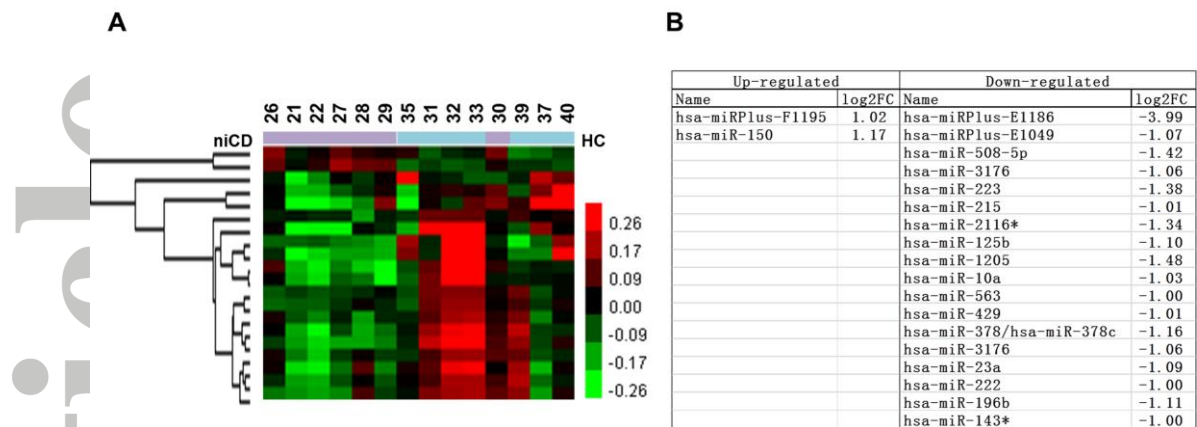 A
B
26 21 22 27 28 29 35 31 32 33 30 39 37 40
niCD
HC
0.26
0.17
0.09
0.00
-0.09
-0.17
-0.26
Up-regulated Down-regulated
Name log2FC Name log2FC
hsa-miRPlus-F1195 1.02 hsa-miRPlus-E1186 -3.99
hsa-miR-150 1.17 hsa-miRPlus-E1049 -1.07
hsa-miR-508-5p -1.42
hsa-miR-3176 -1.06
hsa-miR-223 -1.38
hsa-miR-215 -1.01
hsa-miR-2116* -1.34
hsa-miR-125b -1.10
hsa-miR-1205 -1.48
hsa-miR-10a -1.03
hsa-miR-563 -1.00
hsa-miR-429 -1.01
hsa-miR-378/hsa-miR-378c -1.16
hsa-miR-3176 -1.06
hsa-miR-23a -1.09
hsa-miR-222 -1.00
hsa-miR-196b -1.11
hsa-miR-143* -1.00